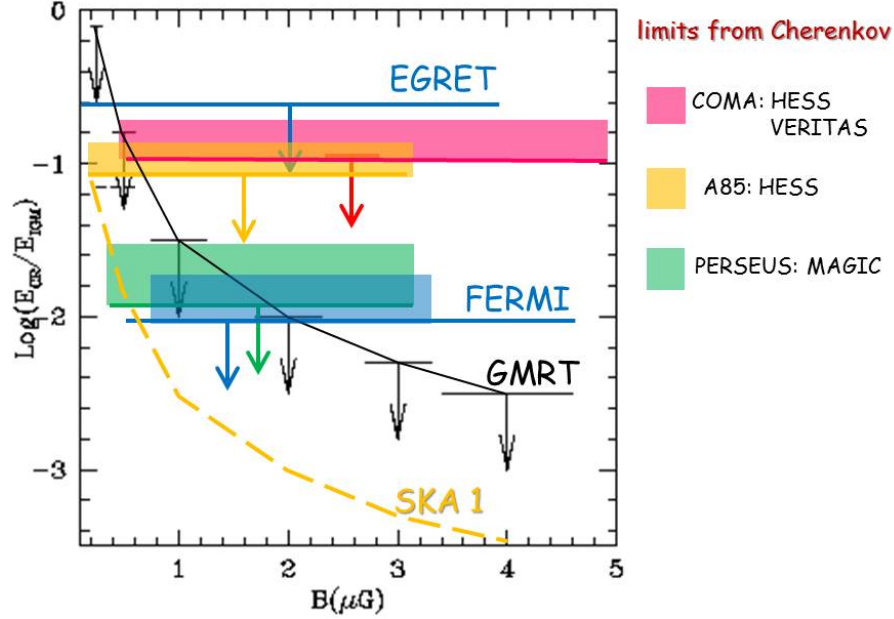 0
-1
-2
-3
Log(E_CR/E_IGM)
1
2
3
4
5
B(μG)
EGRET
FERMI
GMRT
SKA 1
limits from Cherenkov
COMA: HESS
VERITAS
A85: HESS
PERSEUS: MAGIC